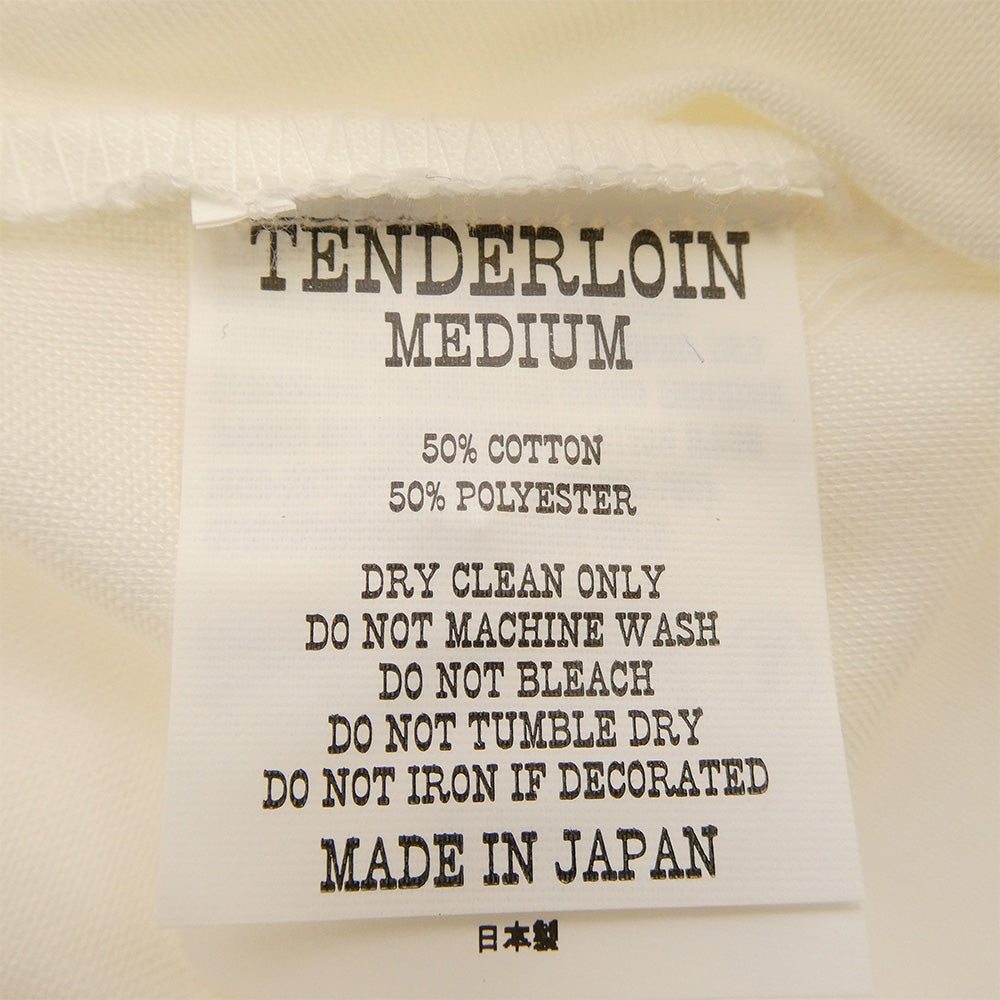 TENDERLOIN
MEDIUM
50% COTTON
50% POLYESTER
DRY CLEAN ONLY
DO NOT MACHINE WASH
DO NOT BLEACH
DO NOT TUMBLE DRY
DO NOT IRON IF DECORATED
MADE IN JAPAN
日本製